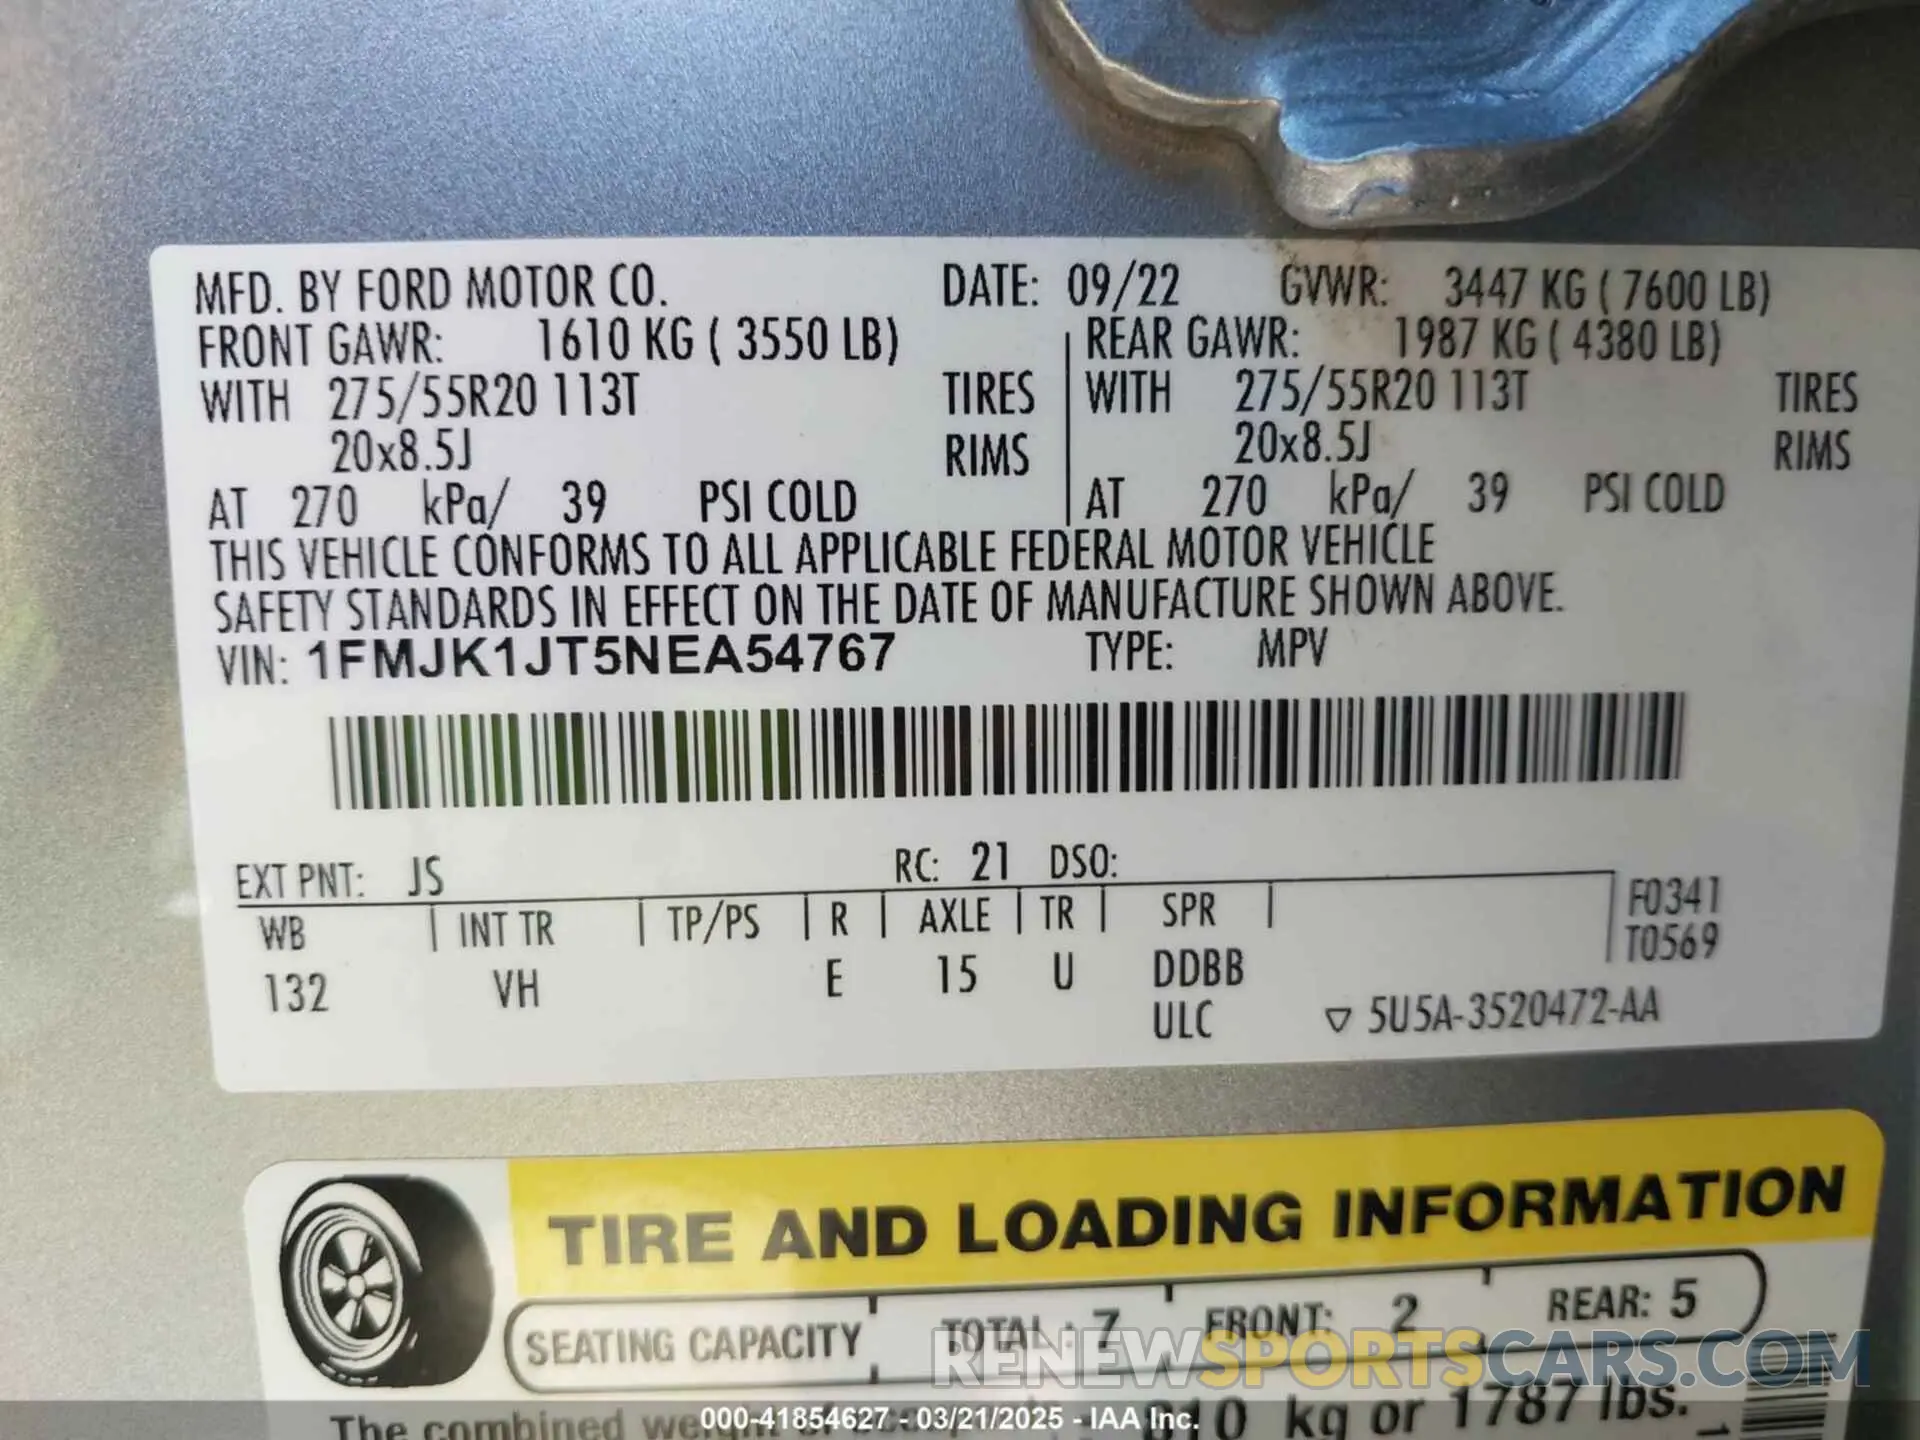 MFD. BY FORD MOTOR CO. DATE: 09/22 GVWR: 3447 KG ( 7600 LB)
FRONT GAWR: 1610 KG ( 3550 LB) REAR GAWR: 1987 KG ( 4380 LB)
WITH 275/55R20 113T TIRES WITH 275/55R20 113T TIRES
20x8.5J RIMS 20x8.5J RIMS
AT 270 kPa/ 39 PSI COLD AT 270 kPa/ 39 PSI COLD
THIS VEHICLE CONFORMS TO ALL APPLICABLE FEDERAL MOTOR VEHICLE
SAFETY STANDARDS IN EFFECT ON THE DATE OF MANUFACTURE SHOWN ABOVE.
VIN: 1FMJK1JT5NEA54767 TYPE: MPV
EXT PNT: JS RC: 21 DSO:
WB INT TR TP/PS R AXLE TR SPR F0341
T0569
132 VH E 15 U DDBB
ULC ▽ 5U5A-3520472-AA
TIRE AND LOADING INFORMATION
SEATING CAPACITY TOTAL : 7 FRONT: 2 REAR: 5
RENEWSPORTSCARS.COM
The combined kg or 1787 lbs.
000-41854627 - 03/21/2025 - IAA Inc.